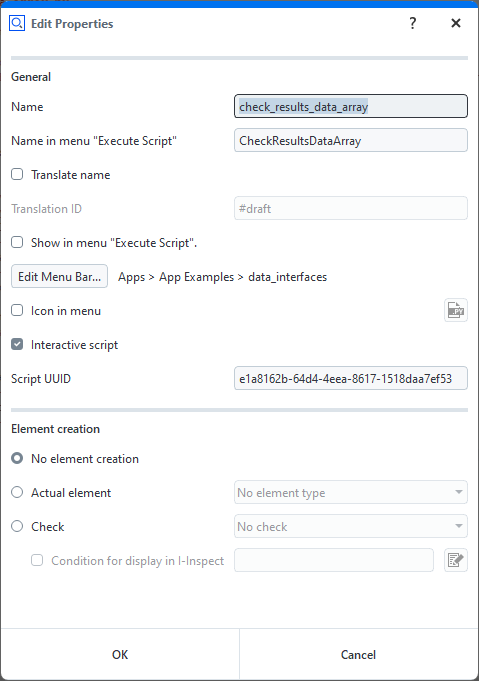 Edit Properties ?
General
Name check_results_data_array
Name in menu "Execute Script" CheckResultsDataArray
Translate name
Translation ID #draft
Show in menu "Execute Script".
Edit Menu Bar... Apps > App Examples > data_interfaces
Icon in menu
Interactive script
Script UUID e1a8162b-64d4-4eea-8617-1518daa7ef53
Element creation
No element creation
Actual element No element type
Check No check
Condition for display in I-Inspect
OK Cancel